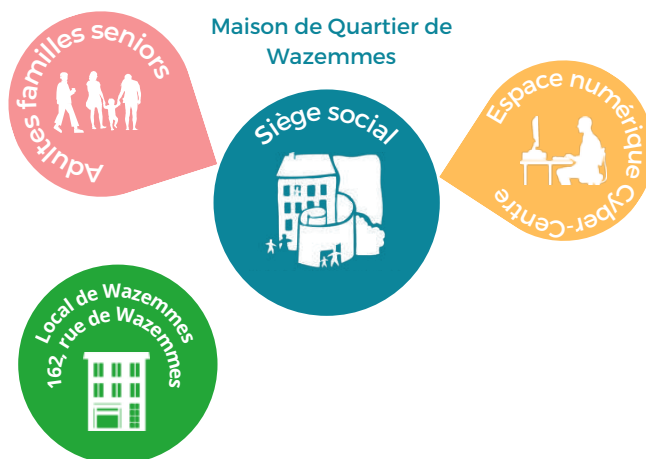 Maison de Quartier de
Wazemmes
Adultes familles seniors
Siège social
Espace numérique Cyber-Centre
Local de Wazemmes
162, rue de Wazemmes